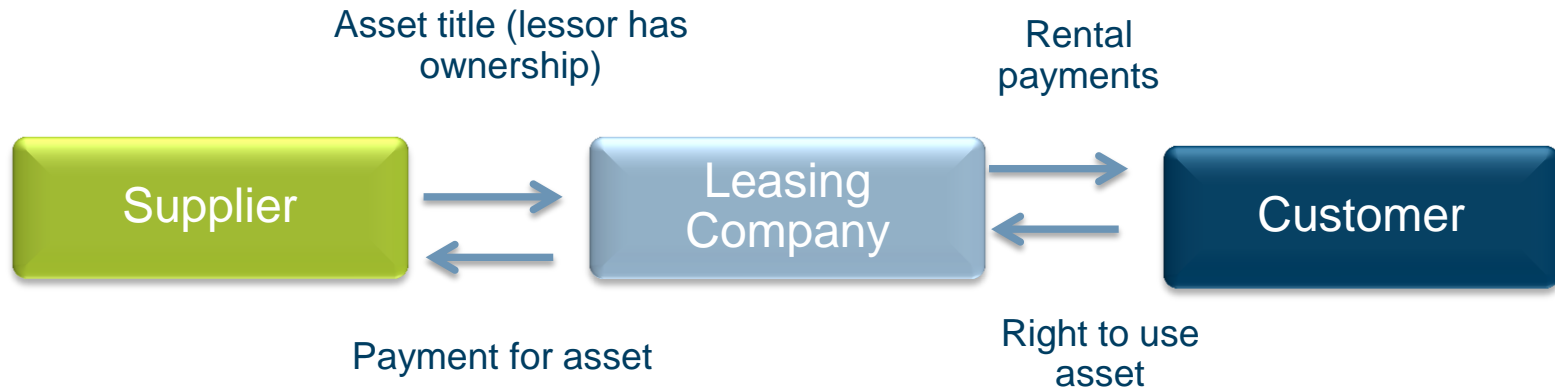 Asset title (lessor has
ownership)
Rental
payments
Supplier
Leasing
Company
Customer
Payment for asset
Right to use
asset